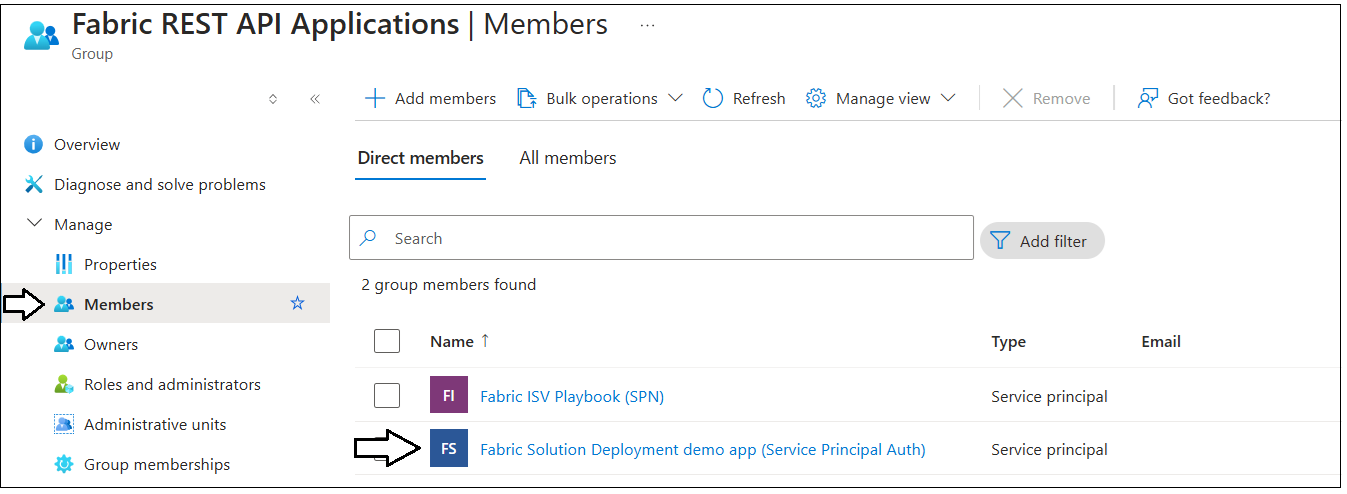 Fabric REST API Applications | Members ...
Group
Add members Bulk operations Refresh Manage view Remove Got feedback?
Overview
Diagnose and solve problems
Manage
Properties
Members
Owners
Roles and administrators
Administrative units
Group memberships
Direct members All members
Search Add filter
2 group members found
Name Type Email
FI Fabric ISV Playbook (SPN) Service principal
FS Fabric Solution Deployment demo app (Service Principal Auth) Service principal